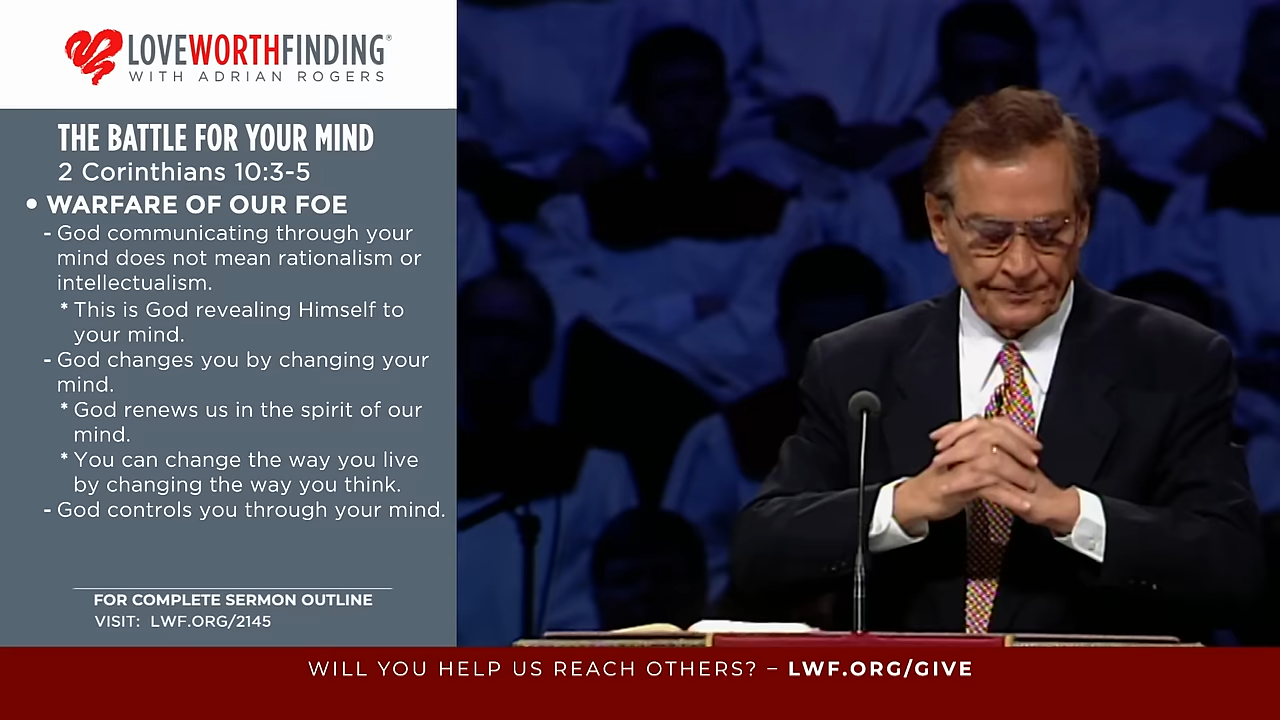 LOVEWORTHFINDING®
WITH ADRIAN ROGERS
THE BATTLE FOR YOUR MIND
2 Corinthians 10:3-5
• WARFARE OF OUR FOE
- God communicating through your
mind does not mean rationalism or
intellectualism.
* This is God revealing Himself to
your mind.
- God changes you by changing your
mind.
* God renews us in the spirit of our
mind.
* You can change the way you live
by changing the way you think.
- God controls you through your mind.
FOR COMPLETE SERMON OUTLINE
VISIT: LWF.ORG/2145
WILL YOU HELP US REACH OTHERS? – LWF.ORG/GIVE